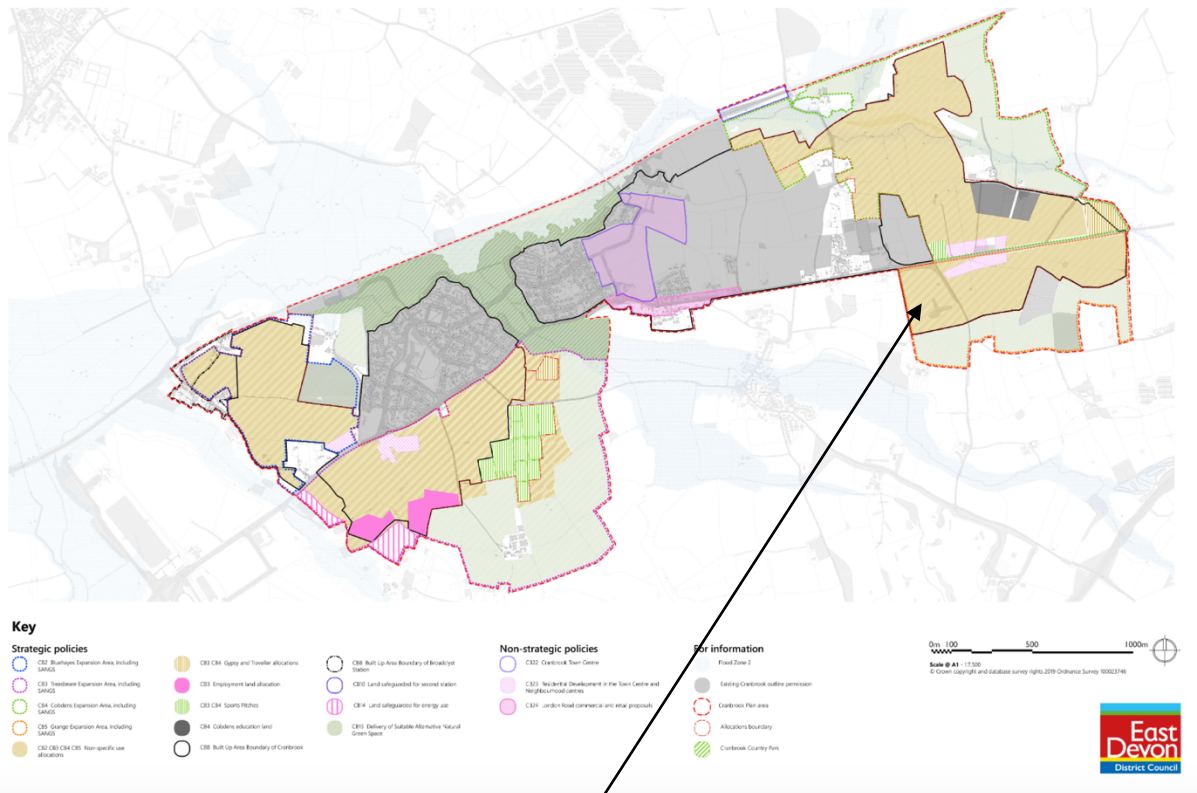 Key
Strategic policies
CB2 Bluehayes Expansion Area, including
SANGS
CB3 Treasbeare Expansion Area, including
SANGS
CB4 Cobdens Expansion Area, including
SANGS
CB5 Grange Expansion Area, including
SANGS
CB2 CB3 CB4 CB5 Non-specific use
allocations
CB3 CB4 Gypsy and Traveller allocations
CB3 Employment land allocation
CB3 CB4 Sports Pitches
CB4 Cobdens education land
CB8 Built Up Area Boundary of Cranbrook
CB8 Built Up Area Boundary of Broadclyst
Station
CB10 Land safeguarded for second station
CB14 Land safeguarded for energy use
CB15 Delivery of Suitable Alternative Natural
Green Space
Non-strategic policies
CB22 Cranbrook Town Centre
CB23 Residential Development in the Town Centre and
Neighbourhood centres
CB24 London Road commercial and retail proposals
For information
Flood Zone 2
Existing Cranbrook outline permission
Cranbrook Plan area
Allocations boundary
Cranbrook Country Park
0m 100 500 1000m
Scale @ A1 - 1:7,500
© Crown copyright and database survey rights 2019 Ordnance Survey 100023746
East
Devon
District Council